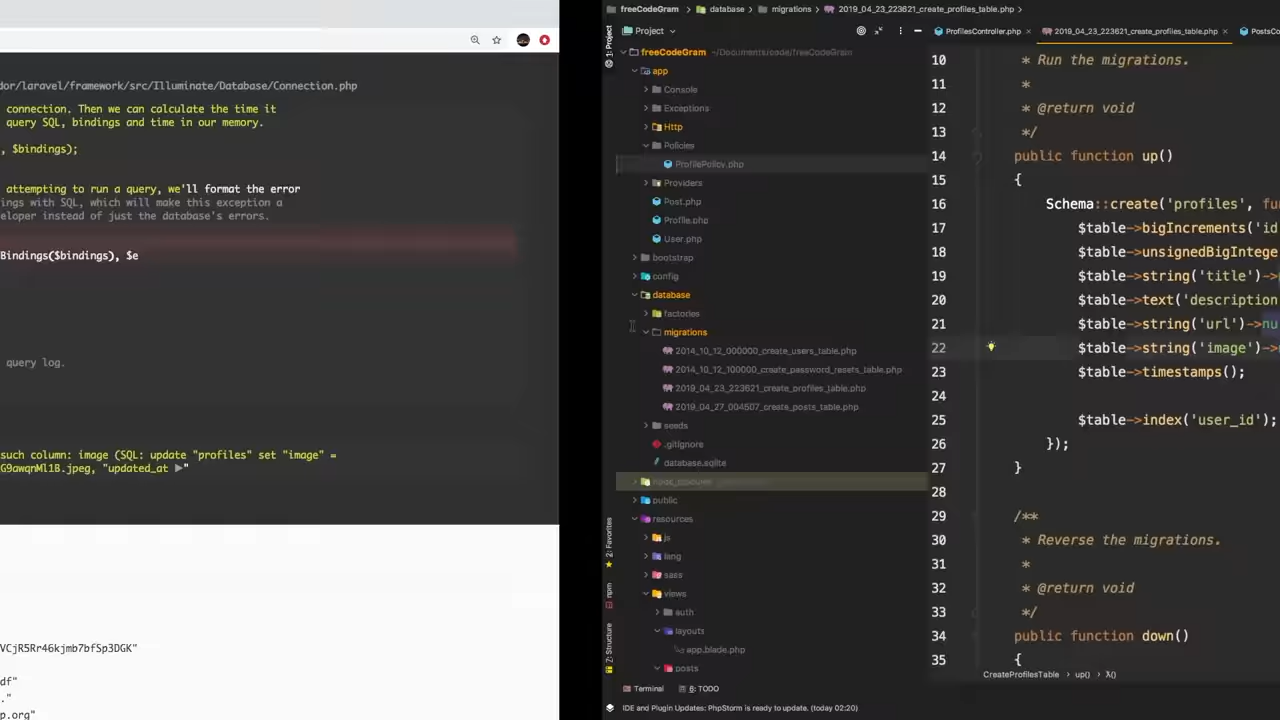 dor/laravel/framework/src/Illuminate/Database/Connection.php
connection. Then we can calculate the time it
query SQL, bindings and time in our memory.
, $bindings);
attempting to run a query, we'll format the error
ings with SQL, which will make this exception a
eloper instead of just the database's errors.
Bindings($bindings), $e
query log.
such column: image (SQL: update "profiles" set "image" =
G9awqnMl1B.jpeg, "updated_at ▶"
VCjR5Rr46kjmb7bfSp3DGK"
df"
."
p.org"
freeCodeGram
database
migrations
2019_04_23_223621_create_profiles_table.php
1: Project
Project
freeCodeGram ~/Documents/code/freeCodeGram
app
Console
Exceptions
Http
Policies
ProfilePolicy.php
Providers
Post.php
Profile.php
User.php
bootstrap
config
database
factories
migrations
2014_10_12_000000_create_users_table.php
2014_10_12_100000_create_password_resets_table.php
2019_04_23_223621_create_profiles_table.php
2019_04_27_004507_create_posts_table.php
seeds
.gitignore
database.sqlite
public
resources
js
lang
sass
views
auth
layouts
app.blade.php
posts
2: Favorites
npm
7: Structure
Terminal
6: TODO
IDE and Plugin Updates: PhpStorm is ready to update. (today 02:20)
ProfilesController.php
2019_04_23_223621_create_profiles_table.php
PostsCo
10 * Run the migrations.
11 *
12 * @return void
13 */
14 public function up()
15 {
16 Schema::create('profiles', fu
17 $table->bigIncrements('id
18 $table->unsignedBigIntege
19 $table->string('title')->
20 $table->text('description
21 $table->string('url')->nu
22 $table->string('image')->
23 $table->timestamps();
24
25 $table->index('user_id');
26 });
27 }
28
29 /**
30 * Reverse the migrations.
31 *
32 * @return void
33 */
34 public function down()
35 {
CreateProfilesTable
up()
λ()